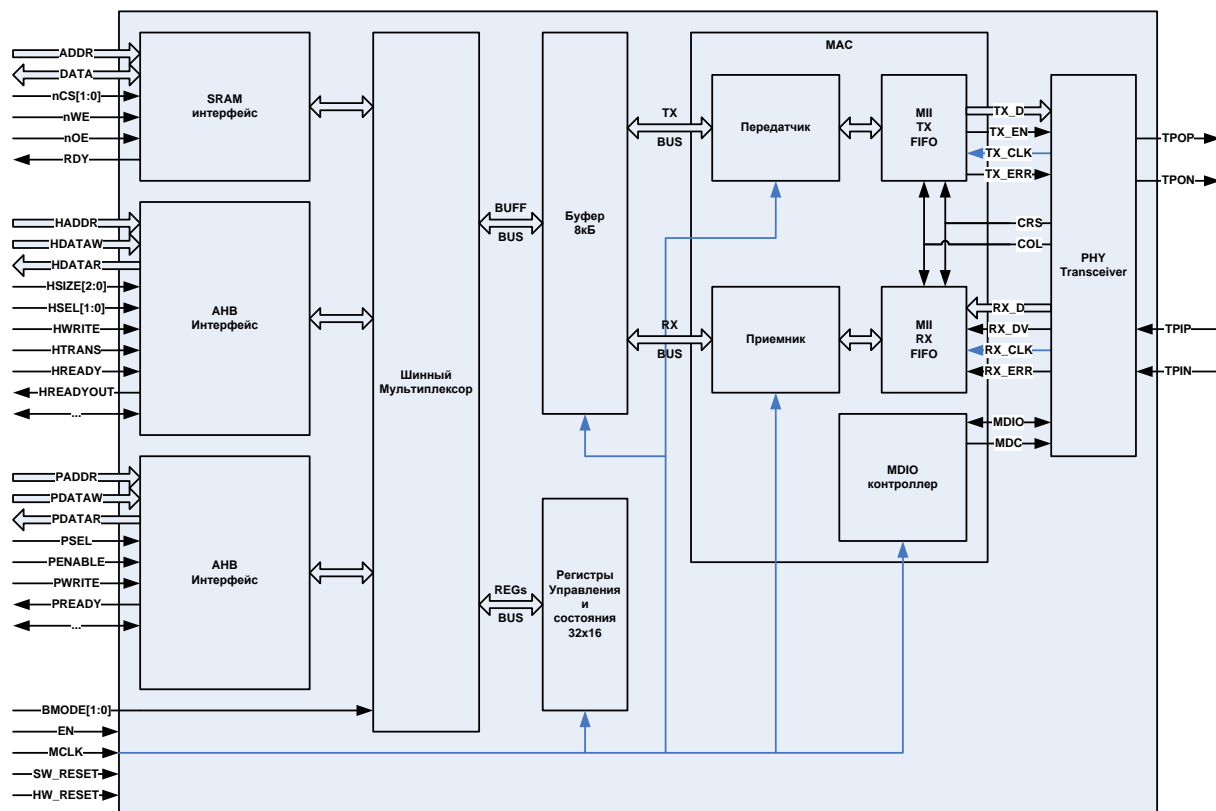 ADDR
DATA
nCS[1:0]
nWE
nOE
RDY
SRAM
интерфейс
HADDR
HDATAW
HDATAR
HSIZE[2:0]
HSEL[1:0]
HWRITE
HTRANS
HREADY
HREADYOUT
...
AHB
Интерфейс
PADDR
PDATAW
PDATAR
PSEL
PENABLE
PWRITE
PREADY
...
AHB
Интерфейс
BMODE[1:0]
EN
MCLK
SW_RESET
HW_RESET
Шинный
Мультиплексор
BUFF
BUS
REGs
BUS
Буфер
8кБ
Регистры
Управления
и
состояния
32x16
TX
BUS
RX
BUS
MAC
Передатчик
MII
TX
FIFO
Приемник
MII
RX
FIFO
MDIO
контроллер
TX_D
TX_EN
TX_CLK
TX_ERR
CRS
COL
RX_D
RX_DV
RX_CLK
RX_ERR
MDIO
MDC
PHY
Transceiver
TPOP
TPON
TPIP
TPIN